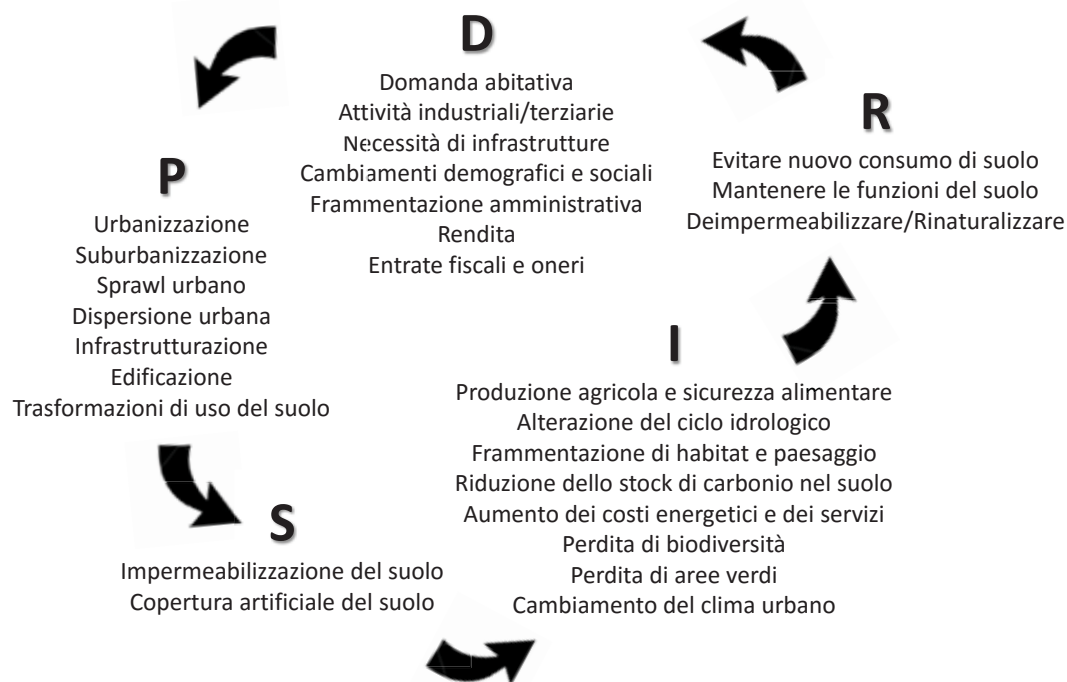 D
Domanda abitativa
Attività industriali/terziarie
Necessità di infrastrutture
Cambiamenti demografici e sociali
Frammentazione amministrativa
Rendita
Entrate fiscali e oneri
P
Urbanizzazione
Suburbanizzazione
Sprawl urbano
Dispersione urbana
Infrastrutturazione
Edificazione
Trasformazioni di uso del suolo
S
Impermeabilizzazione del suolo
Copertura artificiale del suolo
I
Produzione agricola e sicurezza alimentare
Alterazione del ciclo idrologico
Frammentazione di habitat e paesaggio
Riduzione dello stock di carbonio nel suolo
Aumento dei costi energetici e dei servizi
Perdita di biodiversità
Perdita di aree verdi
Cambiamento del clima urbano
R
Evitare nuovo consumo di suolo
Mantenere le funzioni del suolo
Deimpermeabilizzare/Rinaturalizzare